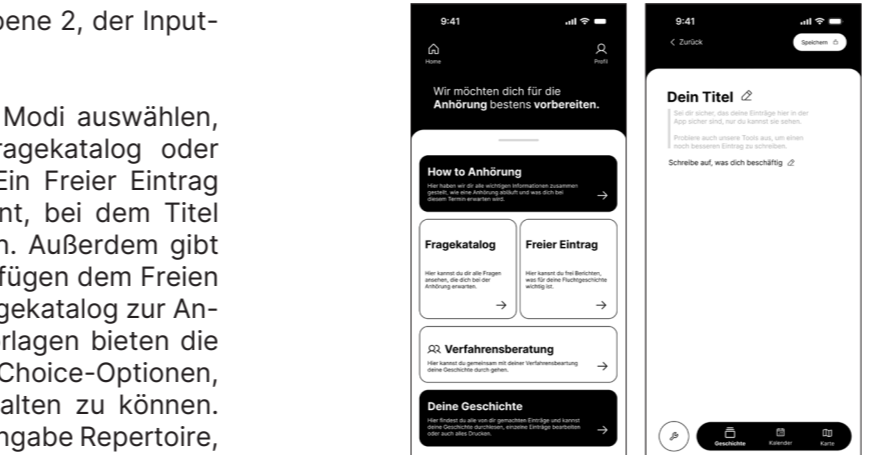 bene 2, der Input-
Modi auswählen,
ragekatalog oder
Ein Freier Eintrag
nt, bei dem Titel
n. Außerdem gibt
fügen dem Freien
gekatalog zur An-
rlagen bieten die
Choice-Optionen,
alten zu können.
ngabe Repertoire,
9:41
Home
Profil
Wir möchten dich für die
Anhörung bestens vorbereiten.
How to Anhörung
Hier haben wir dir alle wichtigen Informationen zusammen
gestellt, wie eine Anhörung abläuft und was dich bei
diesem Termin erwarten wird.
Fragekatalog
Hier kannst du dir alle Fragen
ansehen, die dich bei der
Anhörung erwarten.
Freier Eintrag
Hier kansnt du frei Berichten,
was für deine Fluchtgeschichte
wichtig ist.
Verfahrensberatung
Hier kannst du gemeinsam mit deiner Verfahrensbeartung
deine Geschichte durch gehen.
Deine Geschichte
Hier findest du alle von dir gemachten Einträge und kannst
deine Geschichte durchlesen, einzelne Einträge bearbeiten
oder auch alles Drucken.
9:41
Zurück
Speichern
Dein Titel
Sei dir sicher, das deine Einträge hier in der
App sicher sind, nur du kannst sie sehen.
Probiere auch unsere Tools aus, um einen
noch besseren Eintrag zu schreiben.
Schreibe auf, was dich beschäftig
Geschichte
Kalender
Karte